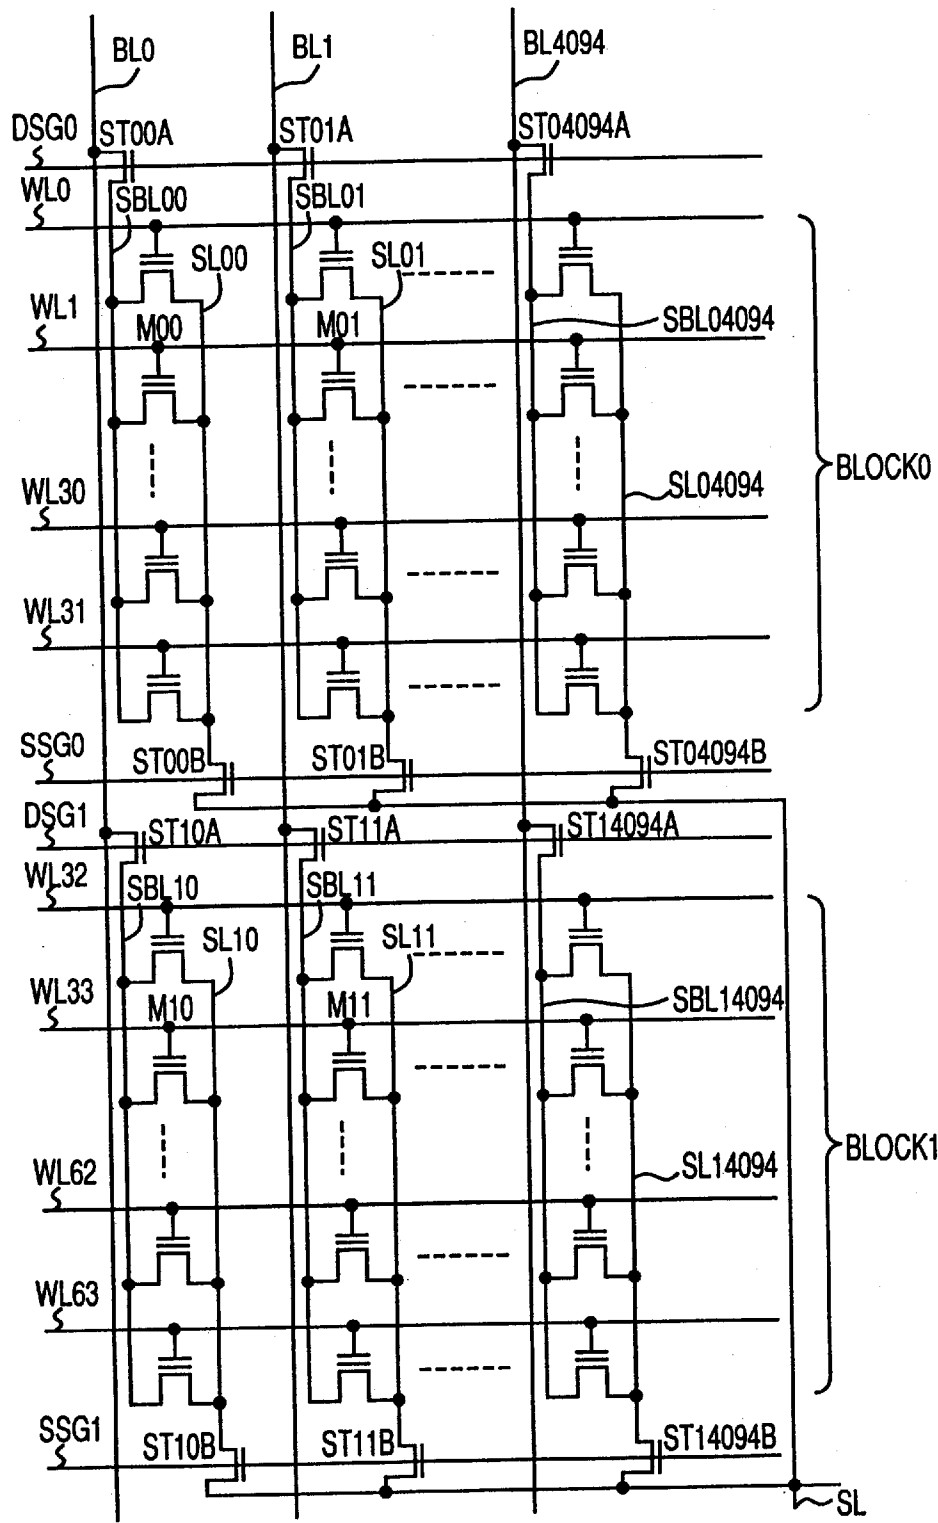 BL0 BL1 BL4094
DSG0 ST00A ST01A ST04094A
WL0 SBL00 SBL01
SL00 SL01
WL1 M00 M01 SBL04094
BLOCK0
WL30 SL04094
WL31
SSG0 ST00B ST01B ST04094B
DSG1 ST10A ST11A ST14094A
WL32 SBL10 SBL11
SL10 SL11
WL33 M10 M11 SBL14094
BLOCK1
WL62 SL14094
WL63
SSG1 ST10B ST11B ST14094B
SL